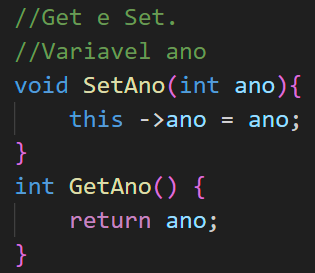 //Get e Set.
//Variavel ano
void SetAno(int ano){
    this ->ano = ano;
}
int GetAno() {
    return ano;
}